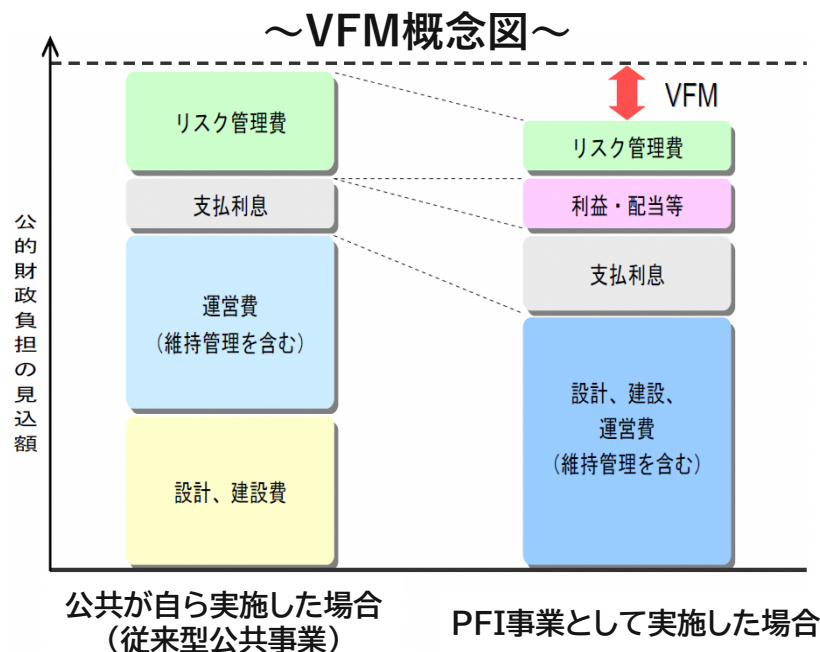 ～VFM概念図～
公的財政負担の見込額
リスク管理費
支払利息
運営費
（維持管理を含む）
設計、建設費
VFM
リスク管理費
利益・配当等
支払利息
設計、建設、
運営費
（維持管理を含む）
公共が自ら実施した場合
（従来型公共事業）
PFI事業として実施した場合